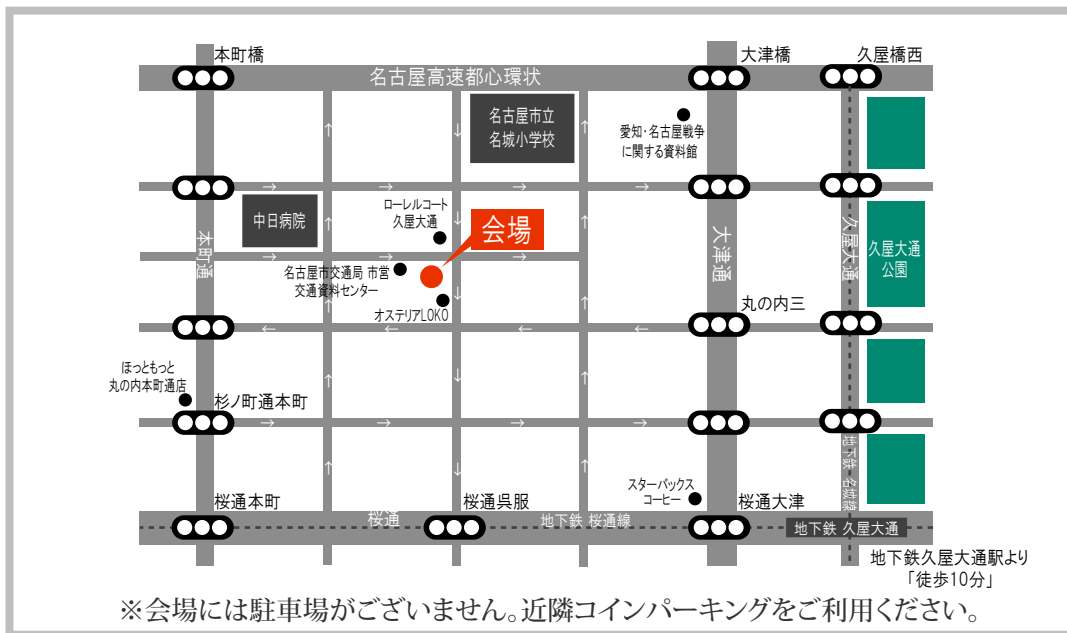 本町橋
大津橋
久屋橋西
名古屋高速都心環状
名古屋市立
名城小学校
愛知・名古屋戦争
に関する資料館
中日病院
ローレルコート
久屋大通
会場
本町通
大津通
久屋大通
久屋大通
公園
名古屋市交通局 市営
交通資料センター
オステリアLOKO
丸の内三
ほっともっと
丸の内本町通店
杉ノ町通本町
地下鉄 名城線
スターバックス
コーヒー
桜通本町
桜通呉服
桜通大津
桜通
地下鉄 桜通線
地下鉄 久屋大通
地下鉄久屋大通駅より
「徒歩10分」
※会場には駐車場がございません。近隣コインパーキングをご利用ください。